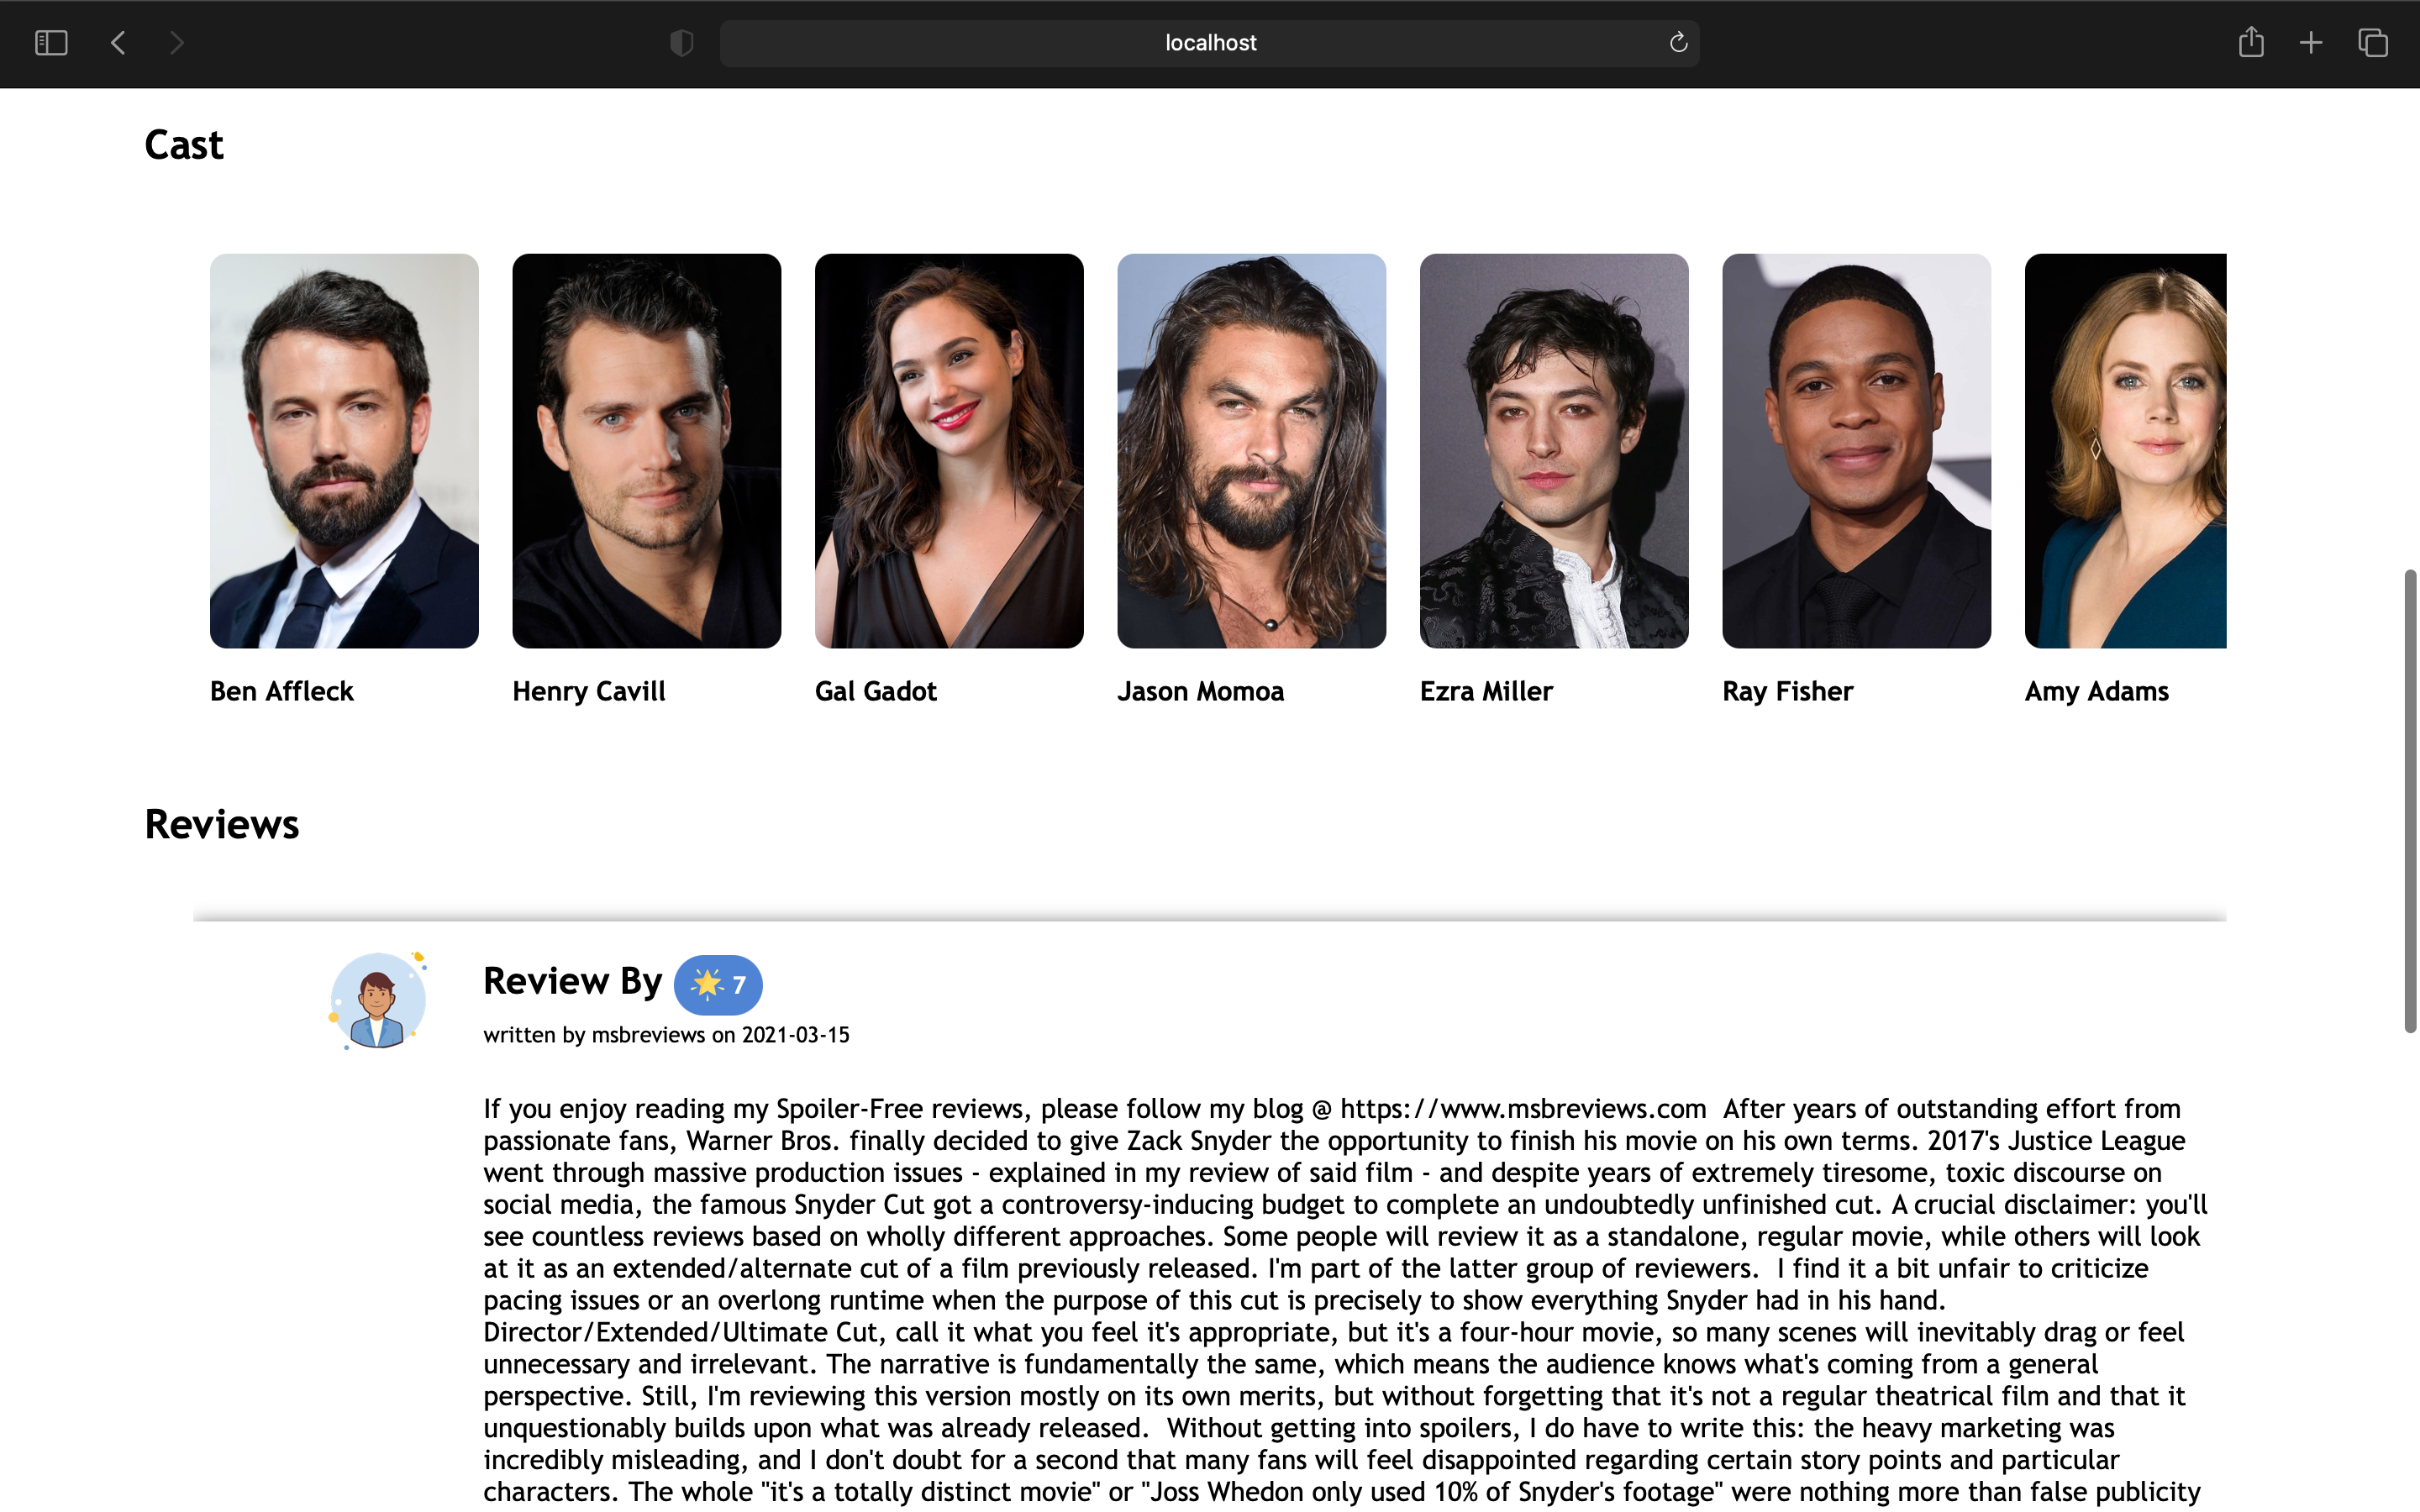 localhost
Cast
Ben Affleck
Henry Cavill
Gal Gadot
Jason Momoa
Ezra Miller
Ray Fisher
Amy Adams
Reviews
Review By 🌟 7
written by msbreviews on 2021-03-15
If you enjoy reading my Spoiler-Free reviews, please follow my blog @ https://www.msbreviews.com  After years of outstanding effort from
passionate fans, Warner Bros. finally decided to give Zack Snyder the opportunity to finish his movie on his own terms. 2017's Justice League
went through massive production issues - explained in my review of said film - and despite years of extremely tiresome, toxic discourse on
social media, the famous Snyder Cut got a controversy-inducing budget to complete an undoubtedly unfinished cut. A crucial disclaimer: you'll
see countless reviews based on wholly different approaches. Some people will review it as a standalone, regular movie, while others will look
at it as an extended/alternate cut of a film previously released. I'm part of the latter group of reviewers.  I find it a bit unfair to criticize
pacing issues or an overlong runtime when the purpose of this cut is precisely to show everything Snyder had in his hand.
Director/Extended/Ultimate Cut, call it what you feel it's appropriate, but it's a four-hour movie, so many scenes will inevitably drag or feel
unnecessary and irrelevant. The narrative is fundamentally the same, which means the audience knows what's coming from a general
perspective. Still, I'm reviewing this version mostly on its own merits, but without forgetting that it's not a regular theatrical film and that it
unquestionably builds upon what was already released.  Without getting into spoilers, I do have to write this: the heavy marketing was
incredibly misleading, and I don't doubt for a second that many fans will feel disappointed regarding certain story points and particular
characters. The whole "it's a totally distinct movie" or "Joss Whedon only used 10% of Snyder's footage" were nothing more than false publicity